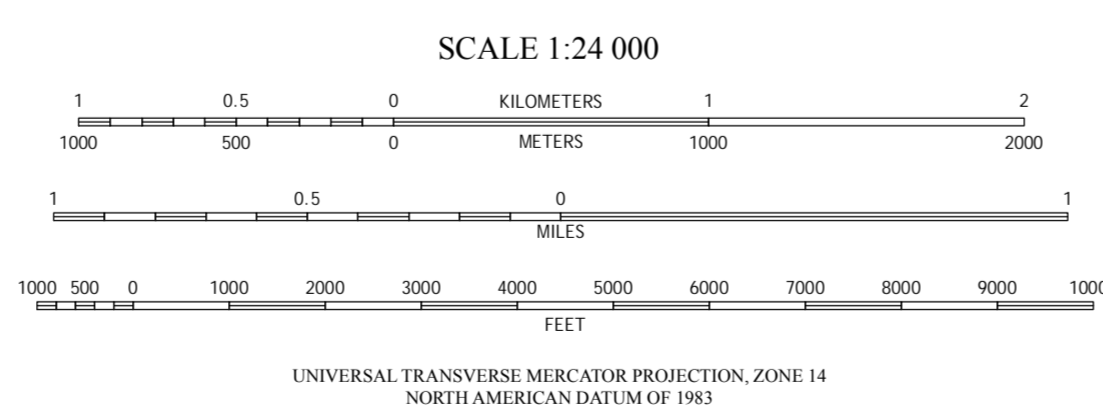 SCALE 1:24 000
1 0.5 0 KILOMETERS 1 2
1000 500 0 METERS 1000 2000
1 0.5 0 1
MILES
1000 500 0 1000 2000 3000 4000 5000 6000 7000 8000 9000 1000
FEET
UNIVERSAL TRANSVERSE MERCATOR PROJECTION, ZONE 14
NORTH AMERICAN DATUM OF 1983